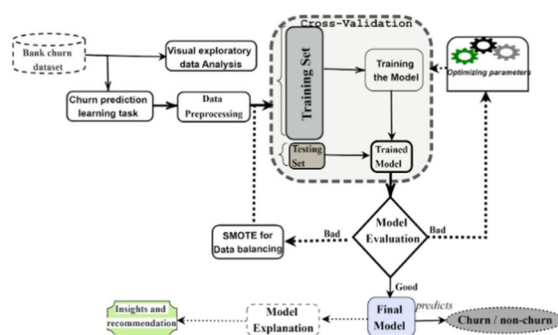 Cross-Validation
Bank churn
dataset
Visual exploratory
data Analysis
Churn prediction
learning task
Data
Preprocessing
Training Set
Training
the Model
Optimizing parameters
Testing
Set
Trained
Model
SMOTE for
Data balancing
Bad
Model
Evaluation
Bad
Good
Insights and
recommendation
Model
Explanation
Final
Model
predicts
Churn / non-churn